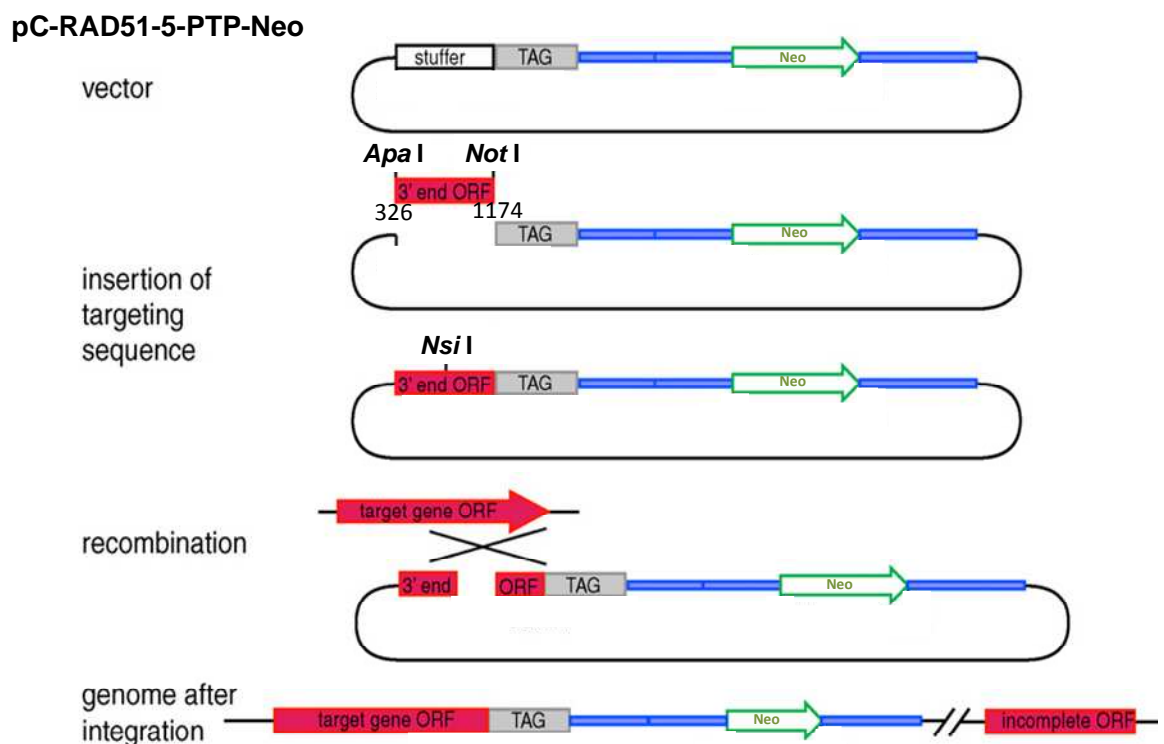 pC-RAD51-5-PTP-Neo
vector
stuffer TAG Neo
Apa I Not I
3' end ORF
326 1174
TAG Neo
insertion of
targeting
sequence
Nsi I
3' end ORF TAG Neo
target gene ORF
recombination
3' end ORF TAG Neo
genome after
integration
target gene ORF TAG Neo incomplete ORF